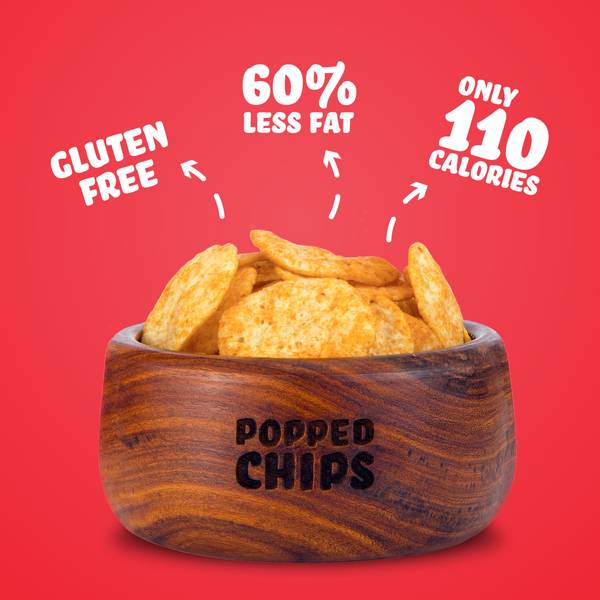 GLUTEN
FREE
60%
LESS FAT
ONLY
110
CALORIES
POPPED
CHIPS